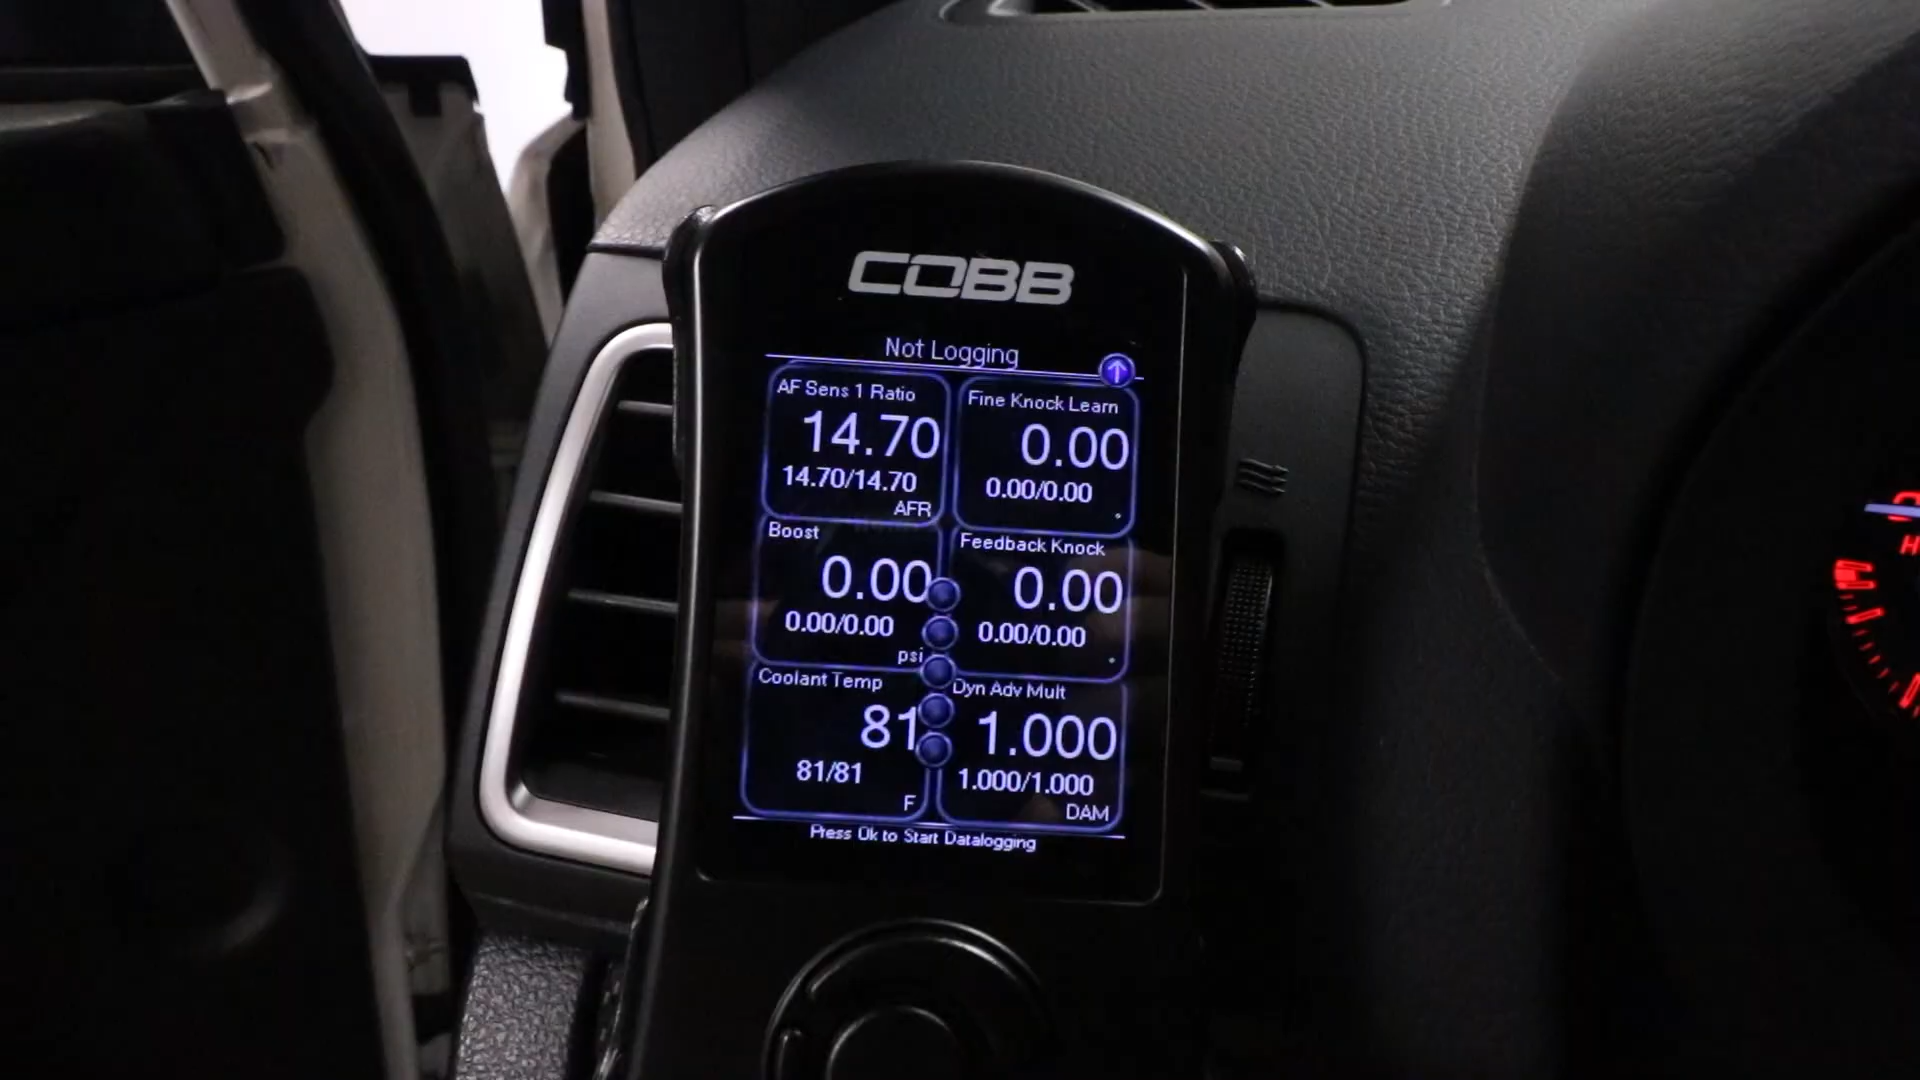 COBB
Not Logging
AF Sens 1 Ratio
14.70
14.70/14.70
AFR
Fine Knock Learn
0.00
0.00/0.00
°
Boost
0.00
0.00/0.00
psi
Feedback Knock
0.00
0.00/0.00
°
Coolant Temp
81
81/81
F
Dyn Adv Mult
1.000
1.000/1.000
DAM
Press Ok to Start Datalogging
H